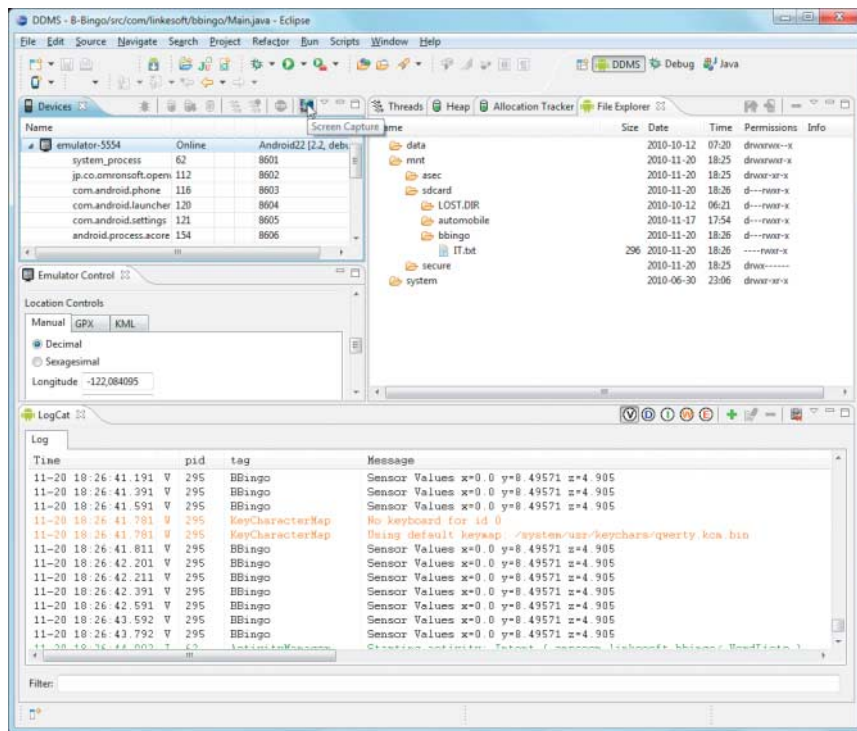 DDMS - B-Bingo/src/com/linkesoft/bbingo/Main.java - Eclipse
File Edit Source Navigate Search Project Refactor Run Scripts Window Help
DDMS Debug Java
Devices
Screen Capture
Name
emulator-5554 Online Android22 [2.2, debu
system_process 62 8601
jp.co.omronsoft.openw 112 8602
com.android.phone 116 8603
com.android.launcher 120 8604
com.android.settings 121 8605
android.process.acore 154 8606
Threads Heap Allocation Tracker File Explorer
ame Size Date Time Permissions Info
data 2010-10-12 07:20 drwxrwx--x
mnt 2010-11-20 18:25 drwxrwxr-x
asec 2010-11-20 18:25 drwxr-xr-x
sdcard 2010-11-20 18:26 d---rwxr-x
LOST.DIR 2010-10-12 06:21 d---rwxr-x
automobile 2010-11-17 17:54 d---rwxr-x
bbingo 2010-11-20 18:26 d---rwxr-x
IT.txt 296 2010-11-20 18:26 ----rwxr-x
secure 2010-11-20 18:25 drwx------
system 2010-06-30 23:06 drwxr-xr-x
Emulator Control
Location Controls
Manual GPX KML
Decimal
Sexagesimal
Longitude -122,084095
LogCat
V D I W E
Log
Time pid tag Message
11-20 18:26:41.191 V 295 BBingo Sensor Values x=0.0 y=8.49571 z=4.905
11-20 18:26:41.391 V 295 BBingo Sensor Values x=0.0 y=8.49571 z=4.905
11-20 18:26:41.591 V 295 BBingo Sensor Values x=0.0 y=8.49571 z=4.905
11-20 18:26:41.781 W 295 KeyCharacterMap No keyboard for id 0
11-20 18:26:41.781 W 295 KeyCharacterMap Using default keymap: /system/usr/keychars/qwerty.kcm.bin
11-20 18:26:41.811 V 295 BBingo Sensor Values x=0.0 y=8.49571 z=4.905
11-20 18:26:42.201 V 295 BBingo Sensor Values x=0.0 y=8.49571 z=4.905
11-20 18:26:42.211 V 295 BBingo Sensor Values x=0.0 y=8.49571 z=4.905
11-20 18:26:42.391 V 295 BBingo Sensor Values x=0.0 y=8.49571 z=4.905
11-20 18:26:42.591 V 295 BBingo Sensor Values x=0.0 y=8.49571 z=4.905
11-20 18:26:43.592 V 295 BBingo Sensor Values x=0.0 y=8.49571 z=4.905
11-20 18:26:43.792 V 295 BBingo Sensor Values x=0.0 y=8.49571 z=4.905
Filter: